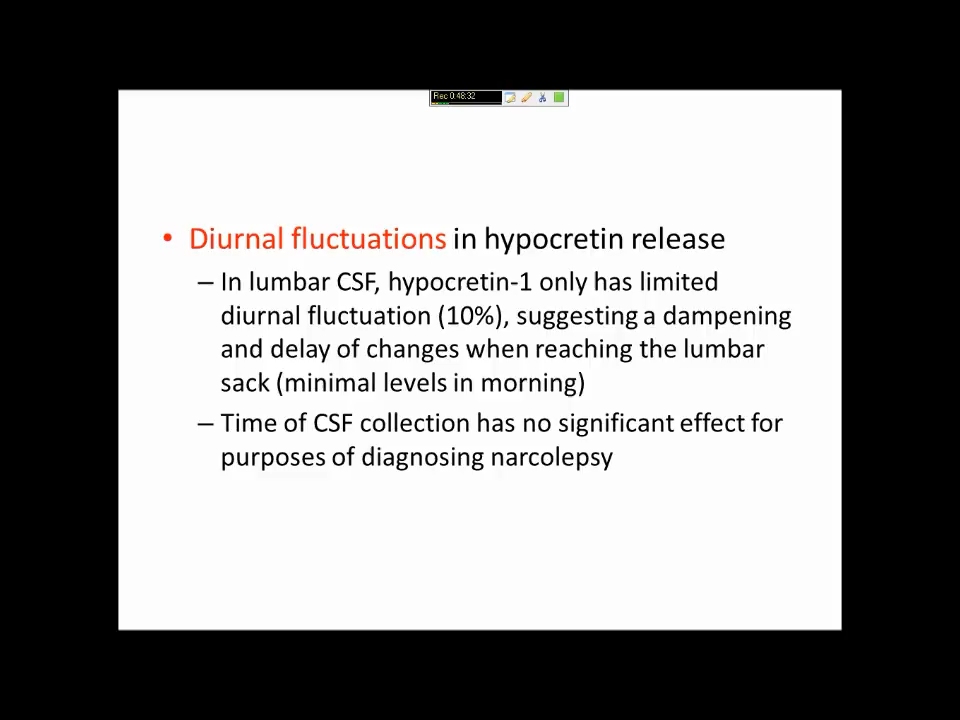 Rec 0:48:32
• Diurnal fluctuations in hypocretin release
– In lumbar CSF, hypocretin-1 only has limited
diurnal fluctuation (10%), suggesting a dampening
and delay of changes when reaching the lumbar
sack (minimal levels in morning)
– Time of CSF collection has no significant effect for
purposes of diagnosing narcolepsy